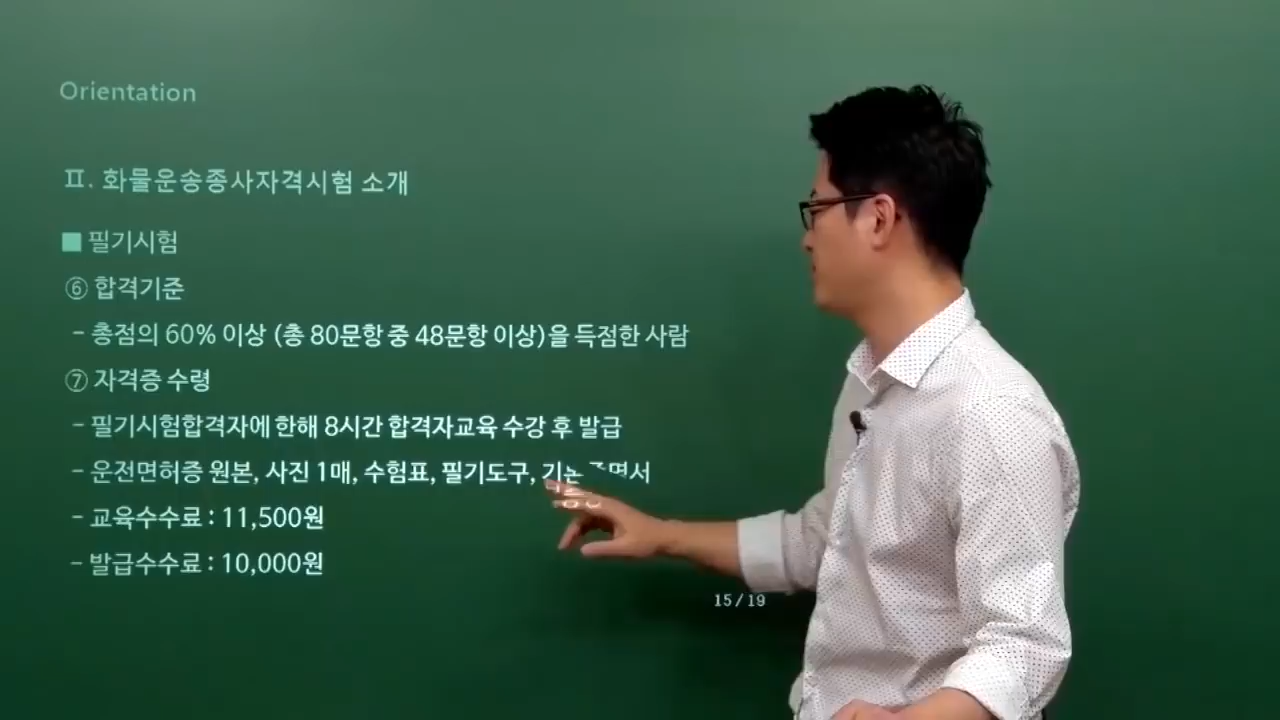 Orientation
Ⅱ. 화물운송종사자격시험 소개
■ 필기시험
⑥ 합격기준
- 총점의 60% 이상 (총 80문항 중 48문항 이상)을 득점한 사람
⑦ 자격증 수령
- 필기시험합격자에 한해 8시간 합격자교육 수강 후 발급
- 운전면허증 원본, 사진 1매, 수험표, 필기도구,
- 교육수수료 : 11,500원
- 발급수수료 : 10,000원
15/19